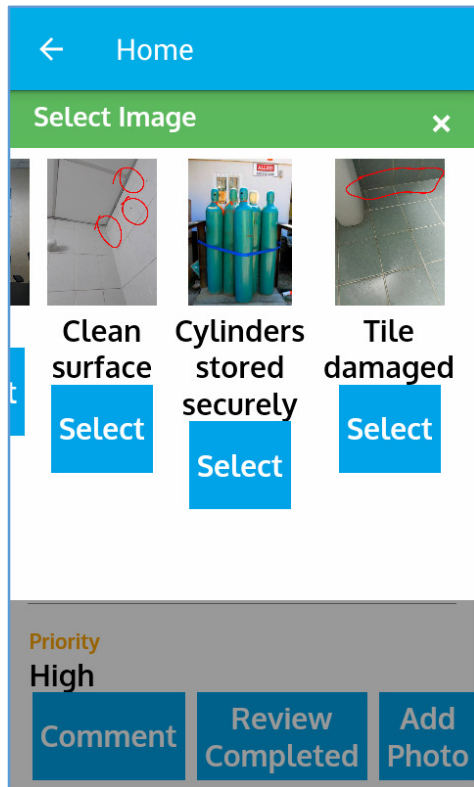 Home
Select Image
×
Clean
surface
Select
Cylinders
stored
securely
Select
Tile
damaged
Select
t
Priority
High
Comment
Review
Completed
Add
Photo